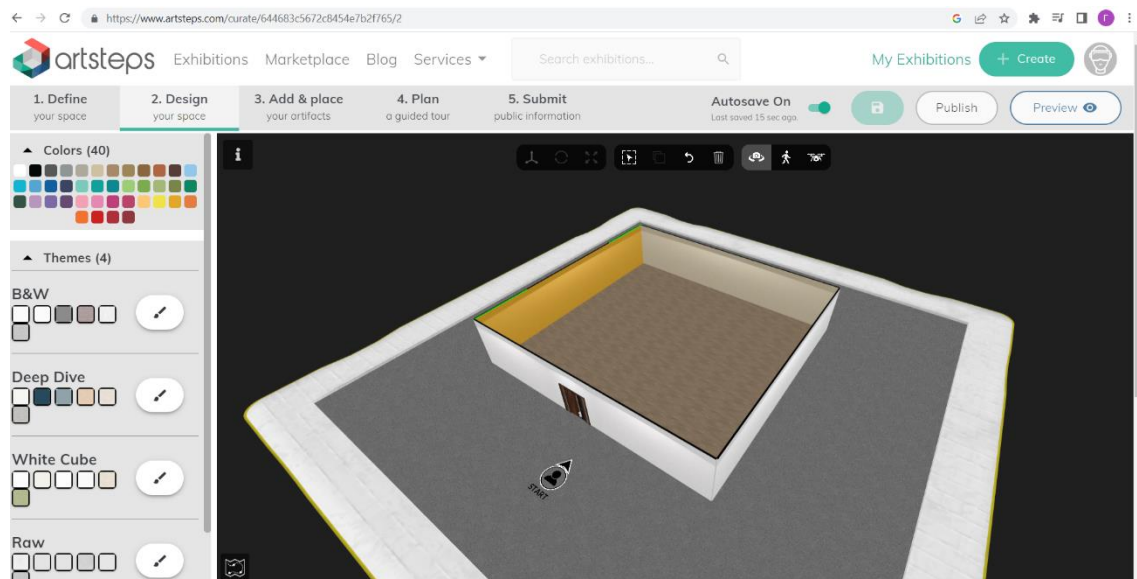 https://www.artsteps.com/curate/644683c5672c8454e7b2f765/2
G
r
artsteps
Exhibitions Marketplace Blog Services
Search exhibitions...
My Exhibitions
+ Create
1. Define
your space
2. Design
your space
3. Add & place
your artifacts
4. Plan
a guided tour
5. Submit
public information
Autosave On
Last saved 15 sec ago.
Publish
Preview
Colors (40)
i
Themes (4)
B&W
Deep Dive
White Cube
Raw
START